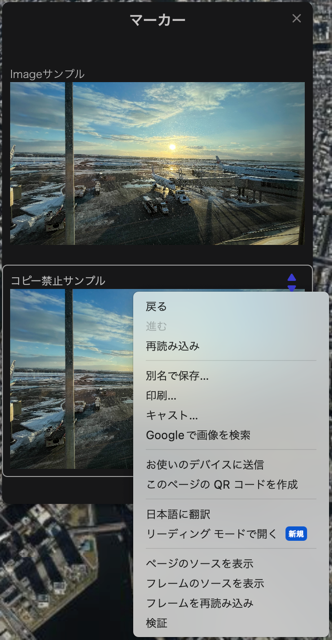 マーカー
Imageサンプル
コピー禁止サンプル
戻る
進む
再読み込み
別名で保存...
印刷...
キャスト...
Googleで画像を検索
お使いのデバイスに送信
このページの QR コードを作成
日本語に翻訳
リーディング モードで開く 新規
ページのソースを表示
フレームのソースを表示
フレームを再読み込み
検証